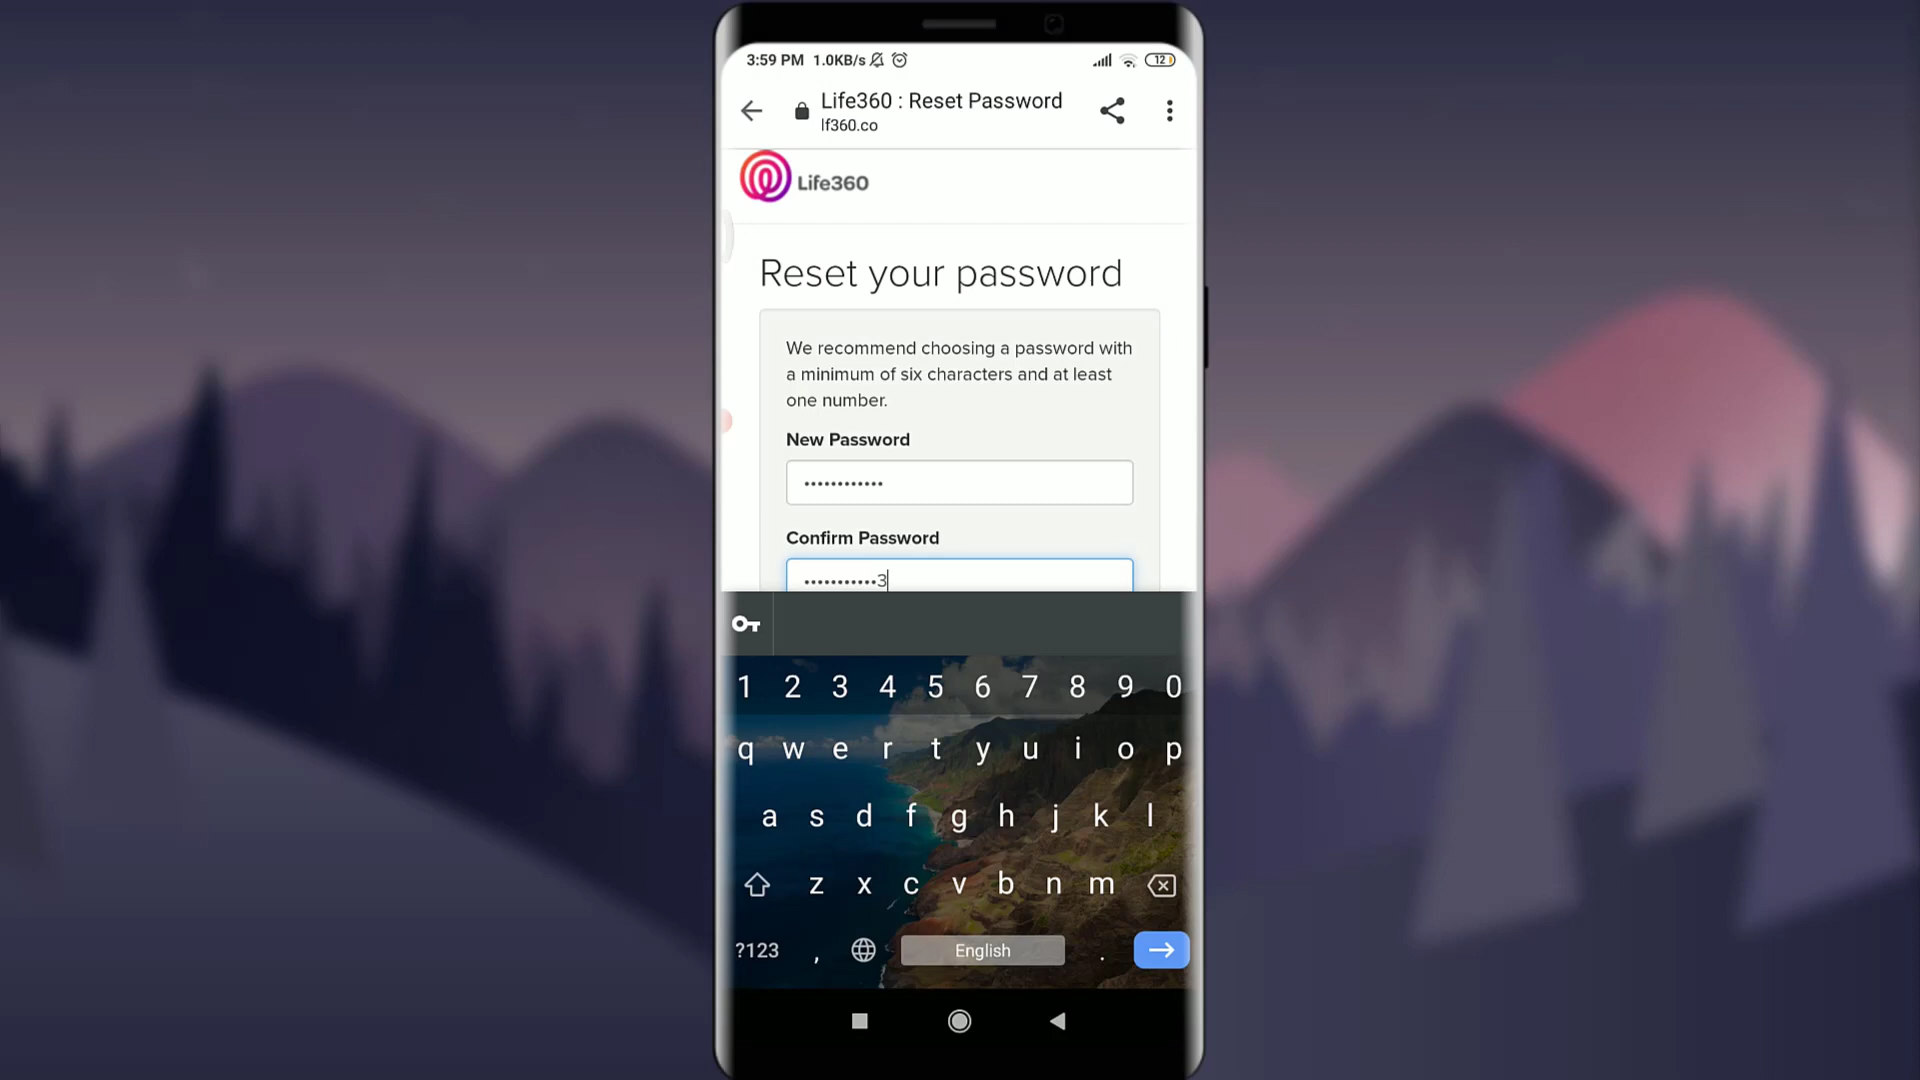 3:59 PM 1.0KB/s 12
Life360 : Reset Password
lf360.co
Life360
Reset your password
We recommend choosing a password with
a minimum of six characters and at least
one number.
New Password
••••••••••••
Confirm Password
•••••••••••3
1 2 3 4 5 6 7 8 9 0
q w e r t y u i o p
a s d f g h j k l
z x c v b n m
?123 , English .